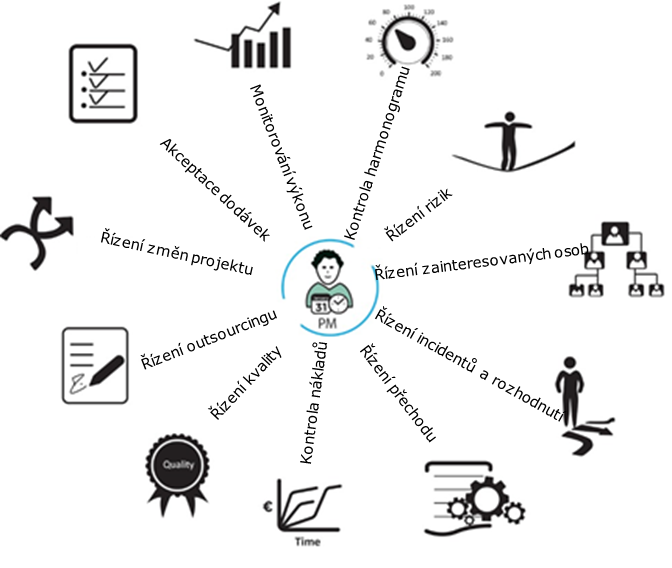 80 100 120
60 140
40 160
20 180
0 200
Monitorování výkonu
Kontrola harmonogramu
Akceptace dodávek
Řízení rizik
Řízení změn projektu
Řízení zainteresovaných osob
31
PM
Řízení outsourcingu
Řízení incidentů a rozhodnutí
Řízení kvality
Kontrola nákladů
Řízení přechodu
Quality
€
Time